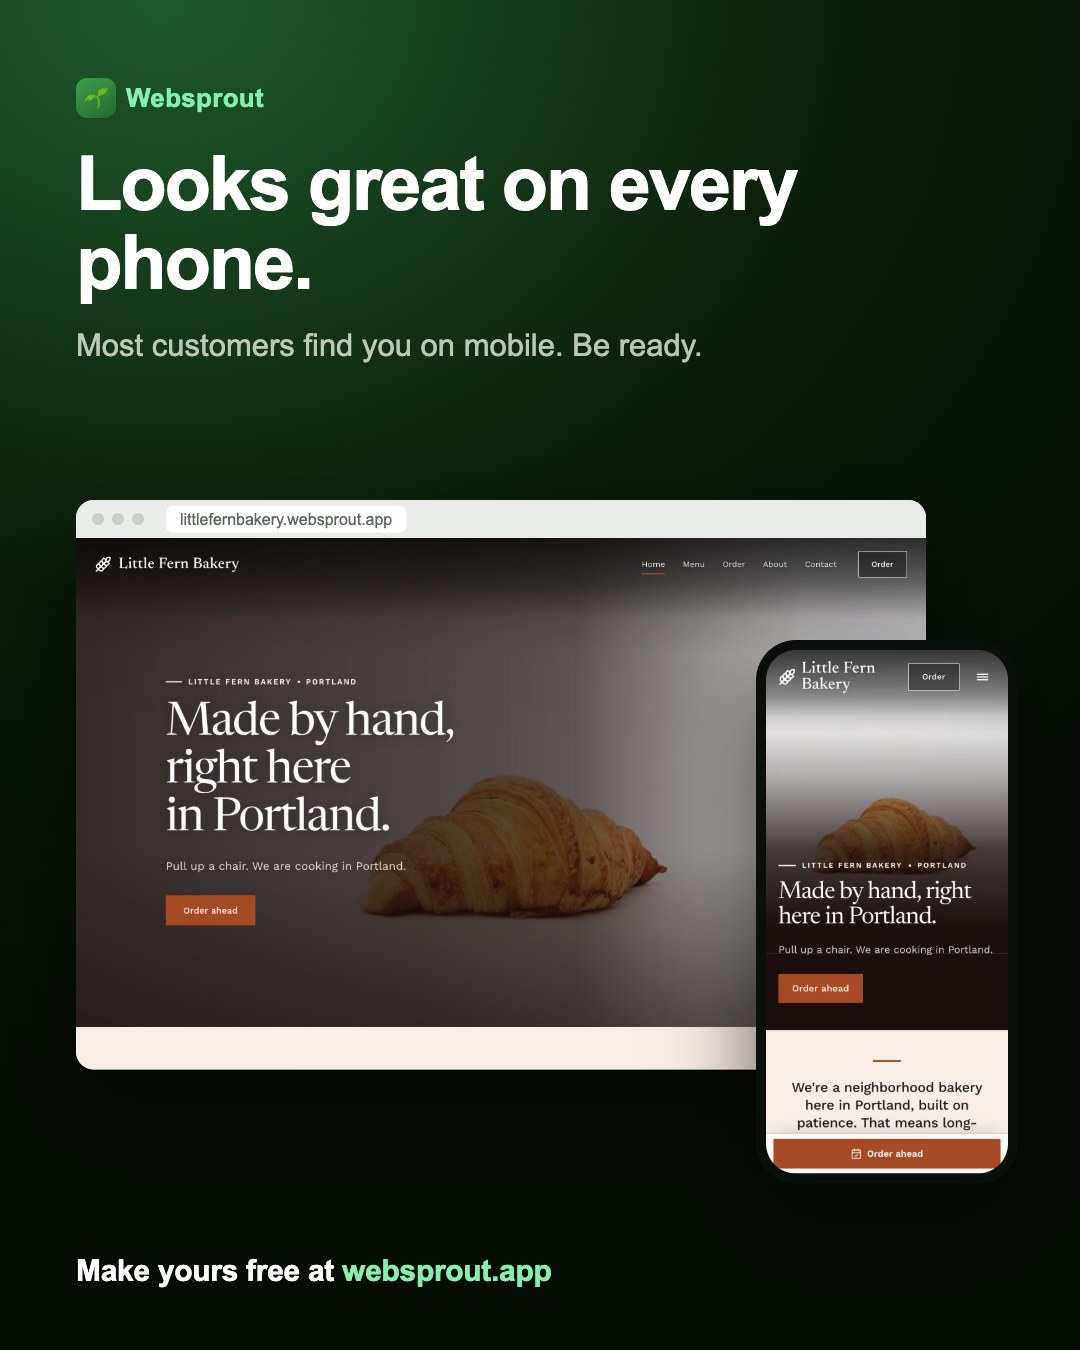 Websprout
Looks great on every
phone.
Most customers find you on mobile. Be ready.
littlefernbakery.websprout.app
Little Fern Bakery
Home Menu Order About Contact Order
LITTLE FERN BAKERY • PORTLAND
Made by hand,
right here
in Portland.
Pull up a chair. We are cooking in Portland.
Order ahead
Little Fern
Bakery
Order
LITTLE FERN BAKERY • PORTLAND
Made by hand, right
here in Portland.
Pull up a chair. We are cooking in Portland.
Order ahead
We're a neighborhood bakery
here in Portland, built on
patience. That means long-
Order ahead
Make yours free at websprout.app